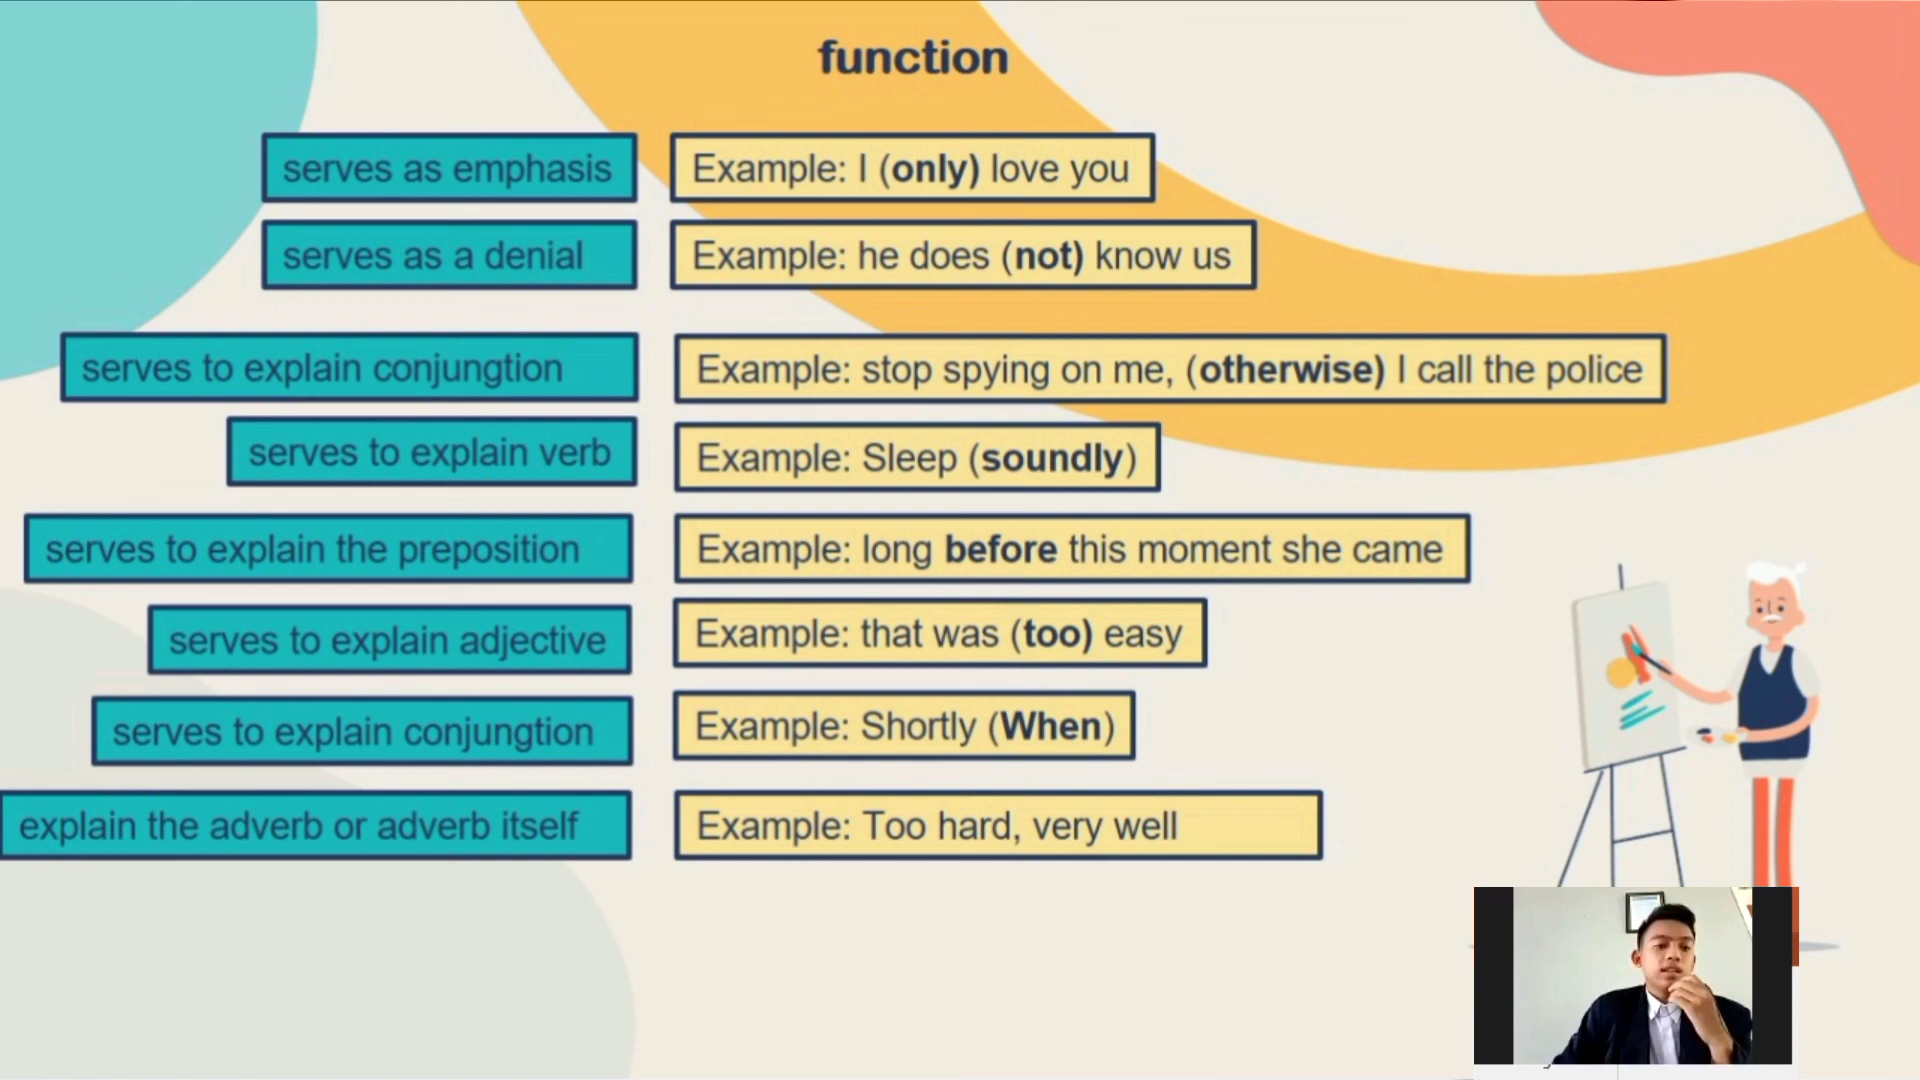 function
serves as emphasis
Example: I (only) love you
serves as a denial
Example: he does (not) know us
serves to explain conjungtion
Example: stop spying on me, (otherwise) I call the police
serves to explain verb
Example: Sleep (soundly)
serves to explain the preposition
Example: long before this moment she came
serves to explain adjective
Example: that was (too) easy
serves to explain conjungtion
Example: Shortly (When)
explain the adverb or adverb itself
Example: Too hard, very well